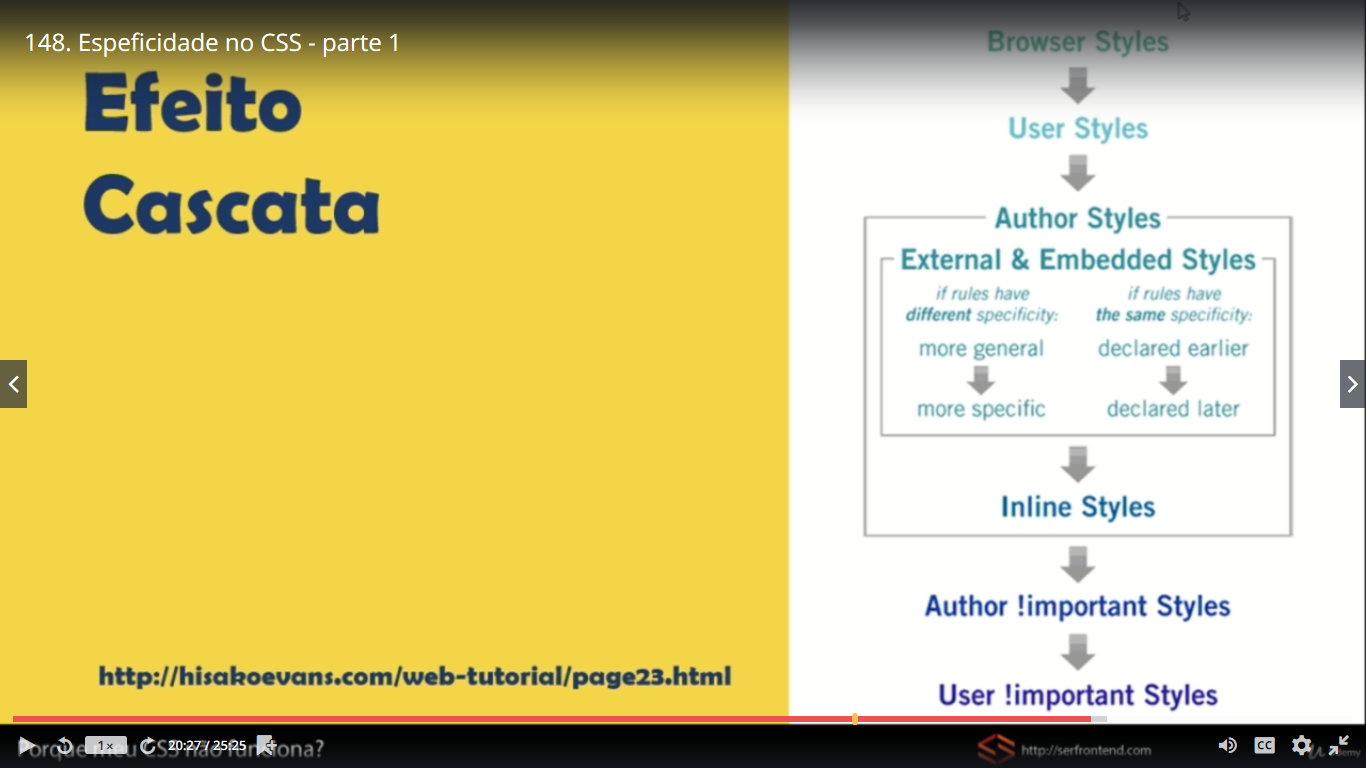 148. Espeficidade no CSS - parte 1
Efeito
Cascata
http://hisakoevans.com/web-tutorial/page23.html
Browser Styles
User Styles
Author Styles
External & Embedded Styles
if rules have
different specificity:
more general
more specific
if rules have
the same specificity:
declared earlier
declared later
Inline Styles
Author !important Styles
User !important Styles
Porque meu CSS não funciona?
1×
20:27 / 25:25
http://serfrontend.com
CC